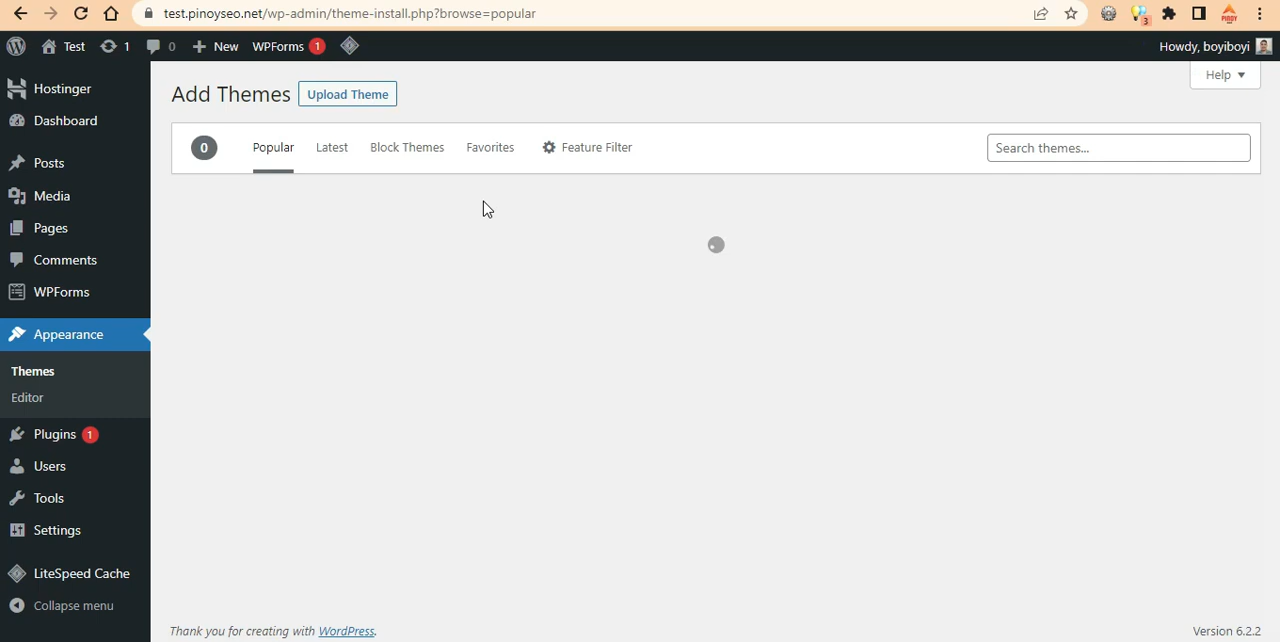 test.pinoyseo.net/wp-admin/theme-install.php?browse=popular
3
PINOY
Test 1 0 New WPForms 1 Howdy, boyiboyi
Help
Hostinger
Dashboard
Posts
Media
Pages
Comments
WPForms
Appearance
Themes
Editor
Plugins 1
Users
Tools
Settings
LiteSpeed Cache
Collapse menu
Add Themes Upload Theme
0 Popular Latest Block Themes Favorites Feature Filter Search themes...
Thank you for creating with WordPress. Version 6.2.2